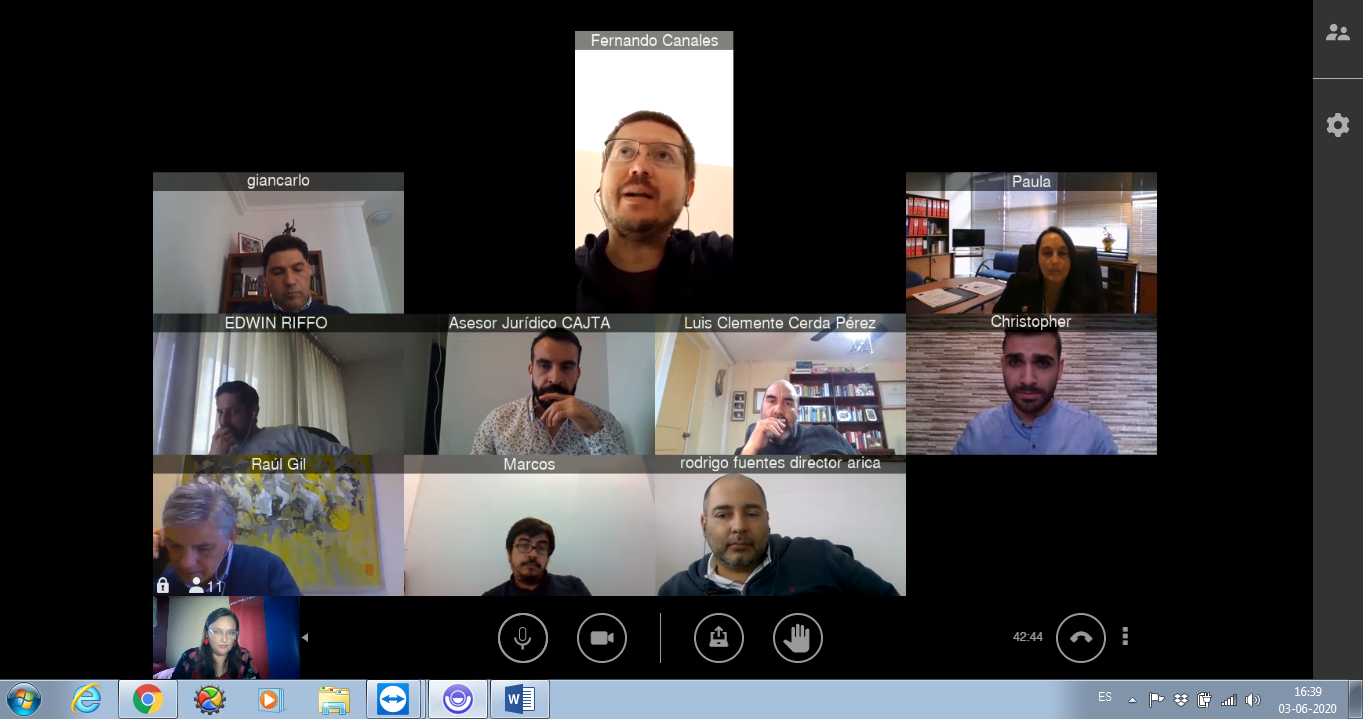 Fernando Canales
giancarlo
Paula
EDWIN RIFFO
Asesor Jurídico CAJTA
Luis Clemente Cerda Pérez
Christopher
Raúl Gil
Marcos
rodrigo fuentes director arica
11
42:44
ES
16:39
03-06-2020